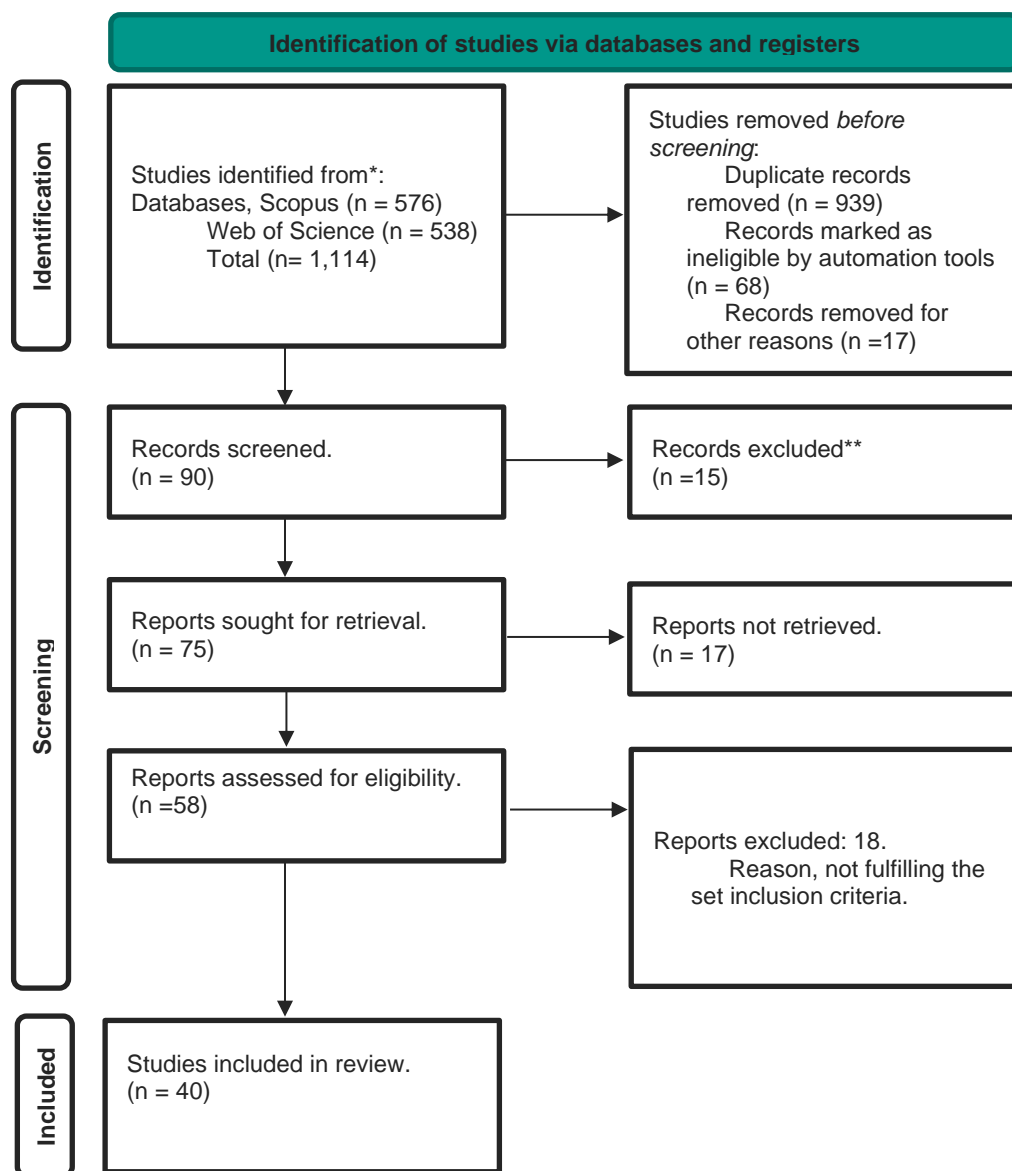 Identification of studies via databases and registers
Identification
Studies identified from*:
Databases, Scopus (n = 576)
Web of Science (n = 538)
Total (n= 1,114)
Studies removed before
screening:
Duplicate records
removed (n = 939)
Records marked as
ineligible by automation tools
(n = 68)
Records removed for
other reasons (n =17)
Screening
Records screened.
(n = 90)
Records excluded**
(n =15)
Reports sought for retrieval.
(n = 75)
Reports not retrieved.
(n = 17)
Reports assessed for eligibility.
(n =58)
Reports excluded: 18.
Reason, not fulfilling the
set inclusion criteria.
Included
Studies included in review.
(n = 40)